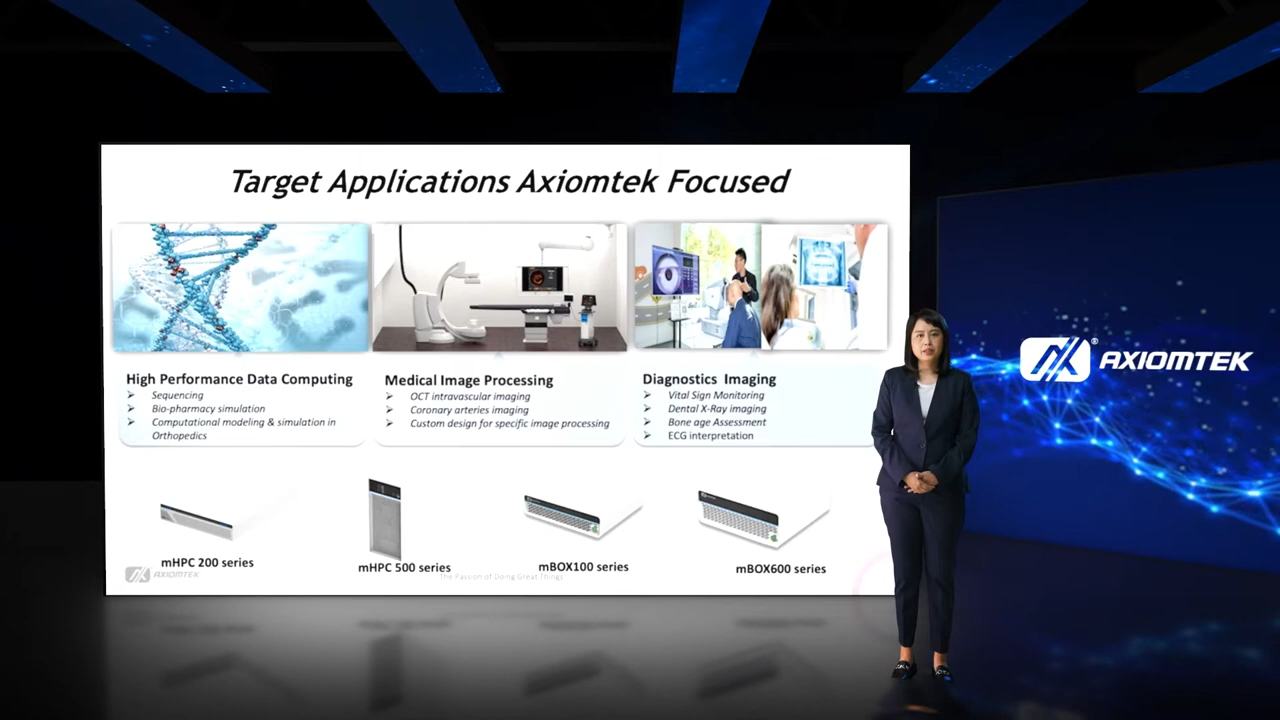 Target Applications Axiomtek Focused
High Performance Data Computing
➢ Sequencing
➢ Bio-pharmacy simulation
➢ Computational modeling & simulation in
Orthopedics
Medical Image Processing
➢ OCT intravascular imaging
➢ Coronary arteries imaging
➢ Custom design for specific image processing
Diagnostics Imaging
➢ Vital Sign Monitoring
➢ Dental X-Ray imaging
➢ Bone age Assessment
➢ ECG interpretation
mHPC 200 series
mHPC 500 series
mBOX100 series
mBOX600 series
AXIOMTEK
The Passion of Doing Great Things
® AXIOMTEK